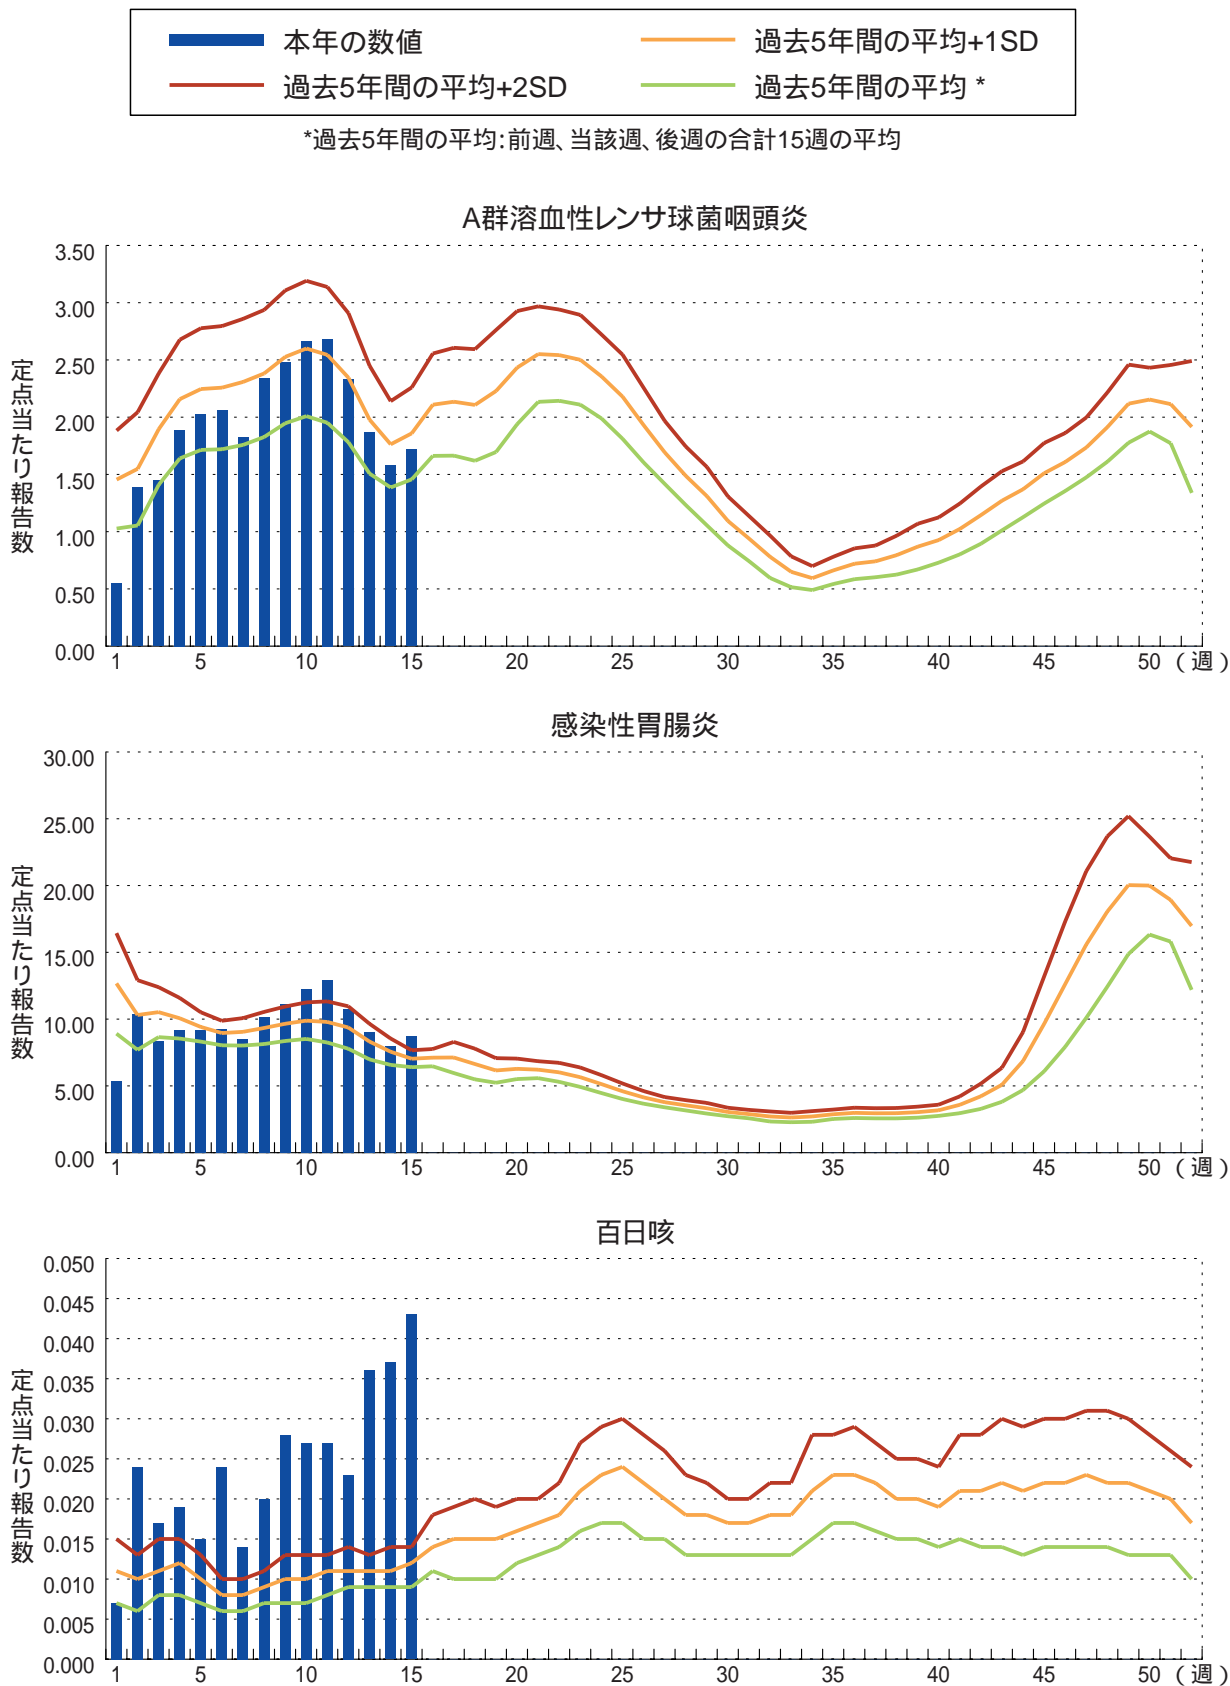 本年の数値 過去5年間の平均+1SD
過去5年間の平均+2SD 過去5年間の平均 *
*過去5年間の平均:前週、当該週、後週の合計15週の平均
A群溶血性レンサ球菌咽頭炎
定点当たり報告数
3.50
3.00
2.50
2.00
1.50
1.00
0.50
0.00
1 5 10 15 20 25 30 35 40 45 50 (週)
感染性胃腸炎
定点当たり報告数
30.00
25.00
20.00
15.00
10.00
5.00
0.00
1 5 10 15 20 25 30 35 40 45 50 (週)
百日咳
定点当たり報告数
0.050
0.045
0.040
0.035
0.030
0.025
0.020
0.015
0.010
0.005
0.000
1 5 10 15 20 25 30 35 40 45 50 (週)